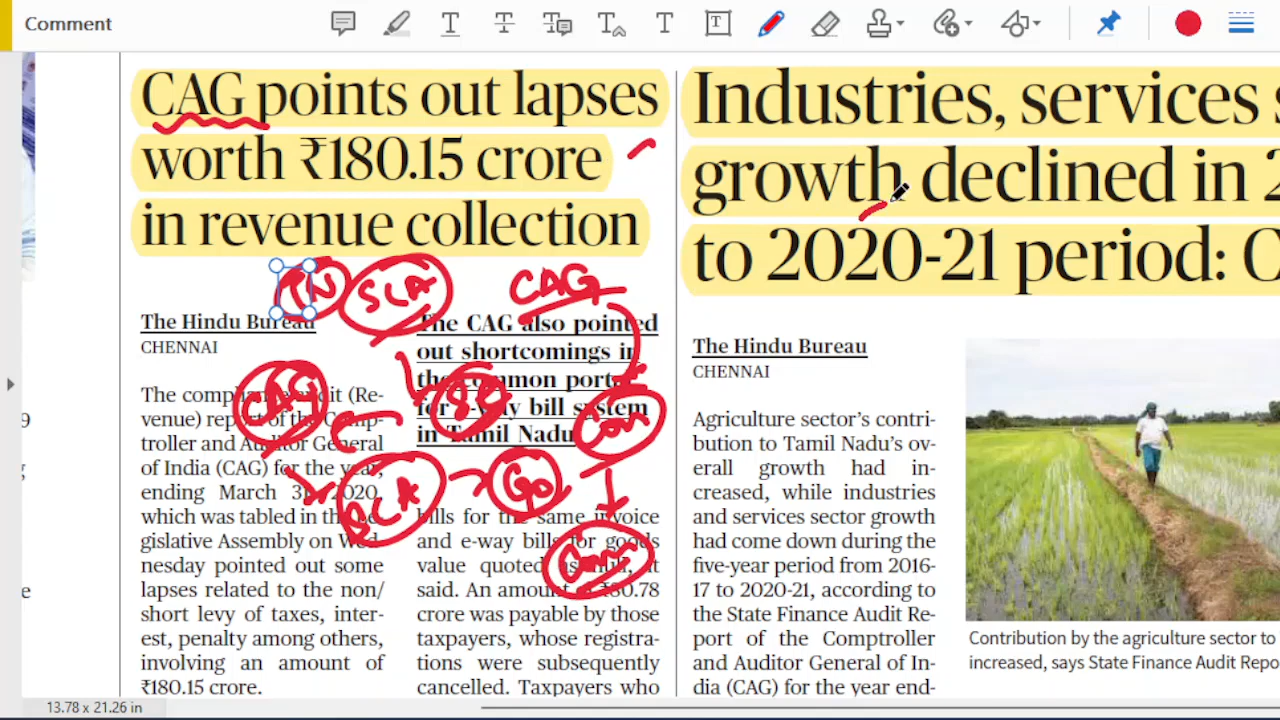 Comment
CAG points out lapses
worth ₹180.15 crore
in revenue collection
TN SLA CAG
The Hindu Bureau
CHENNAI
The compliance audit (Re-
venue) report of the Comp-
troller and Auditor General
of India (CAG) for the year,
ending March 31, 2020,
which was tabled in the Le-
gislative Assembly on Wed-
nesday pointed out some
lapses related to the non/
short levy of taxes, inter-
est, penalty among others,
involving an amount of
₹180.15 crore.
The CAG also pointed
out shortcomings in
the common portal
for e-way bill system
in Tamil Nadu
bills for the same invoice
and e-way bills for goods
value quoted as null, it
said. An amount of ₹80.78
crore was payable by those
taxpayers, whose registra-
tions were subsequently
cancelled. Taxpayers who
CAG
Go
Industries, services s
growth declined in 2
to 2020-21 period: C
The Hindu Bureau
CHENNAI
Agriculture sector's contri-
bution to Tamil Nadu's ov-
erall growth had in-
creased, while industries
and services sector growth
had come down during the
five-year period from 2016-
17 to 2020-21, according to
the State Finance Audit Re-
port of the Comptroller
and Auditor General of In-
dia (CAG) for the year end-
Contribution by the agriculture sector to
increased, says State Finance Audit Repo
9
g
e
13.78 x 21.26 in